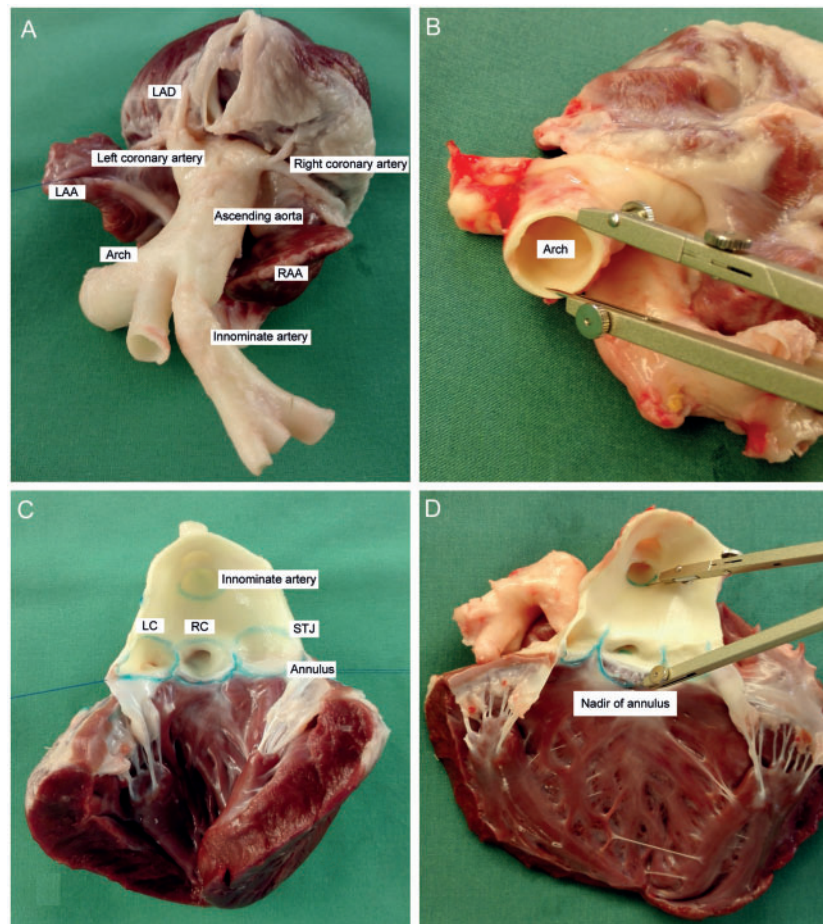 A
LAD
Left coronary artery
Right coronary artery
LAA
Ascending aorta
Arch
RAA
Innominate artery
B
Arch
C
Innominate artery
LC
RC
STJ
Annulus
D
Nadir of annulus